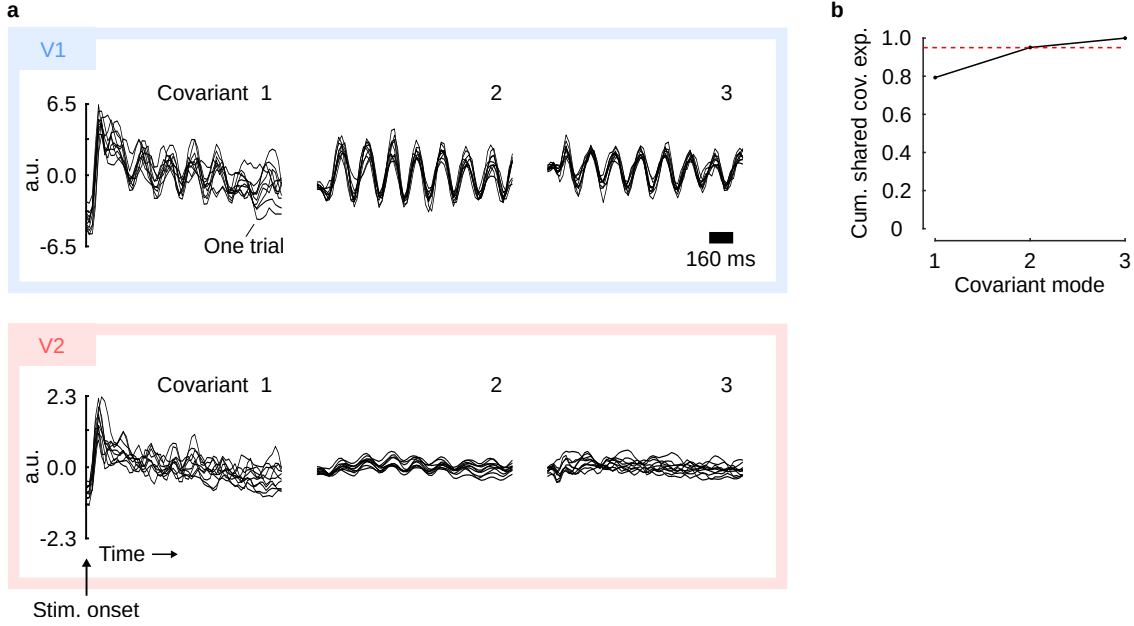 a
V1
Covariant 1
2
3
6.5
0.0
-6.5
a.u.
One trial
160 ms
V2
Covariant 1
2
3
2.3
0.0
-2.3
a.u.
Time
Stim. onset
b
Cum. shared cov. exp.
1.0
0.8
0.6
0.4
0.2
0
1
2
3
Covariant mode